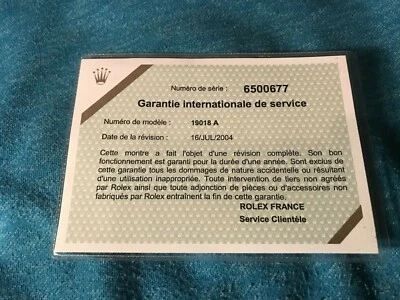 Numéro de série : 6500677
Garantie internationale de service
Numéro de modèle : 19018 A
Date de la révision : 16/JUL/2004
Cette montre a fait l'objet d'une révision complète. Son bon
fonctionnement est garanti pour la durée d'une année. Sont exclus de
cette garantie tous les dommages de nature accidentelle ou résultant
d'une utilisation inappropriée. Toute intervention de tiers non agréés
par Rolex ainsi que toute adjonction de pièces ou d'accessoires non
fabriqués par Rolex entraînent la fin de cette garantie.
ROLEX FRANCE
Service Clientèle